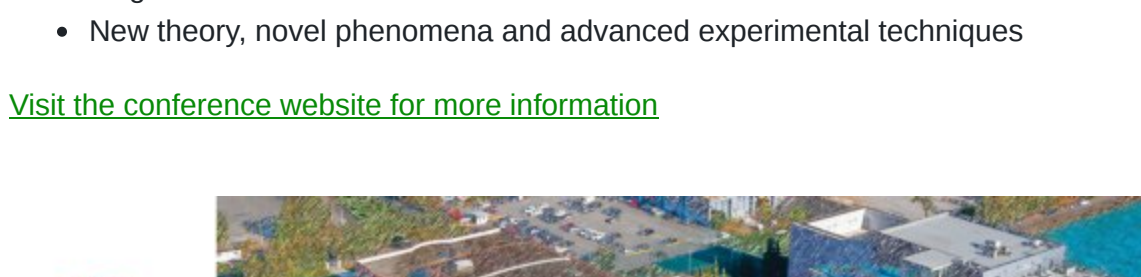 New theory, novel phenomena and advanced experimental techniques
Visit the conference website for more information